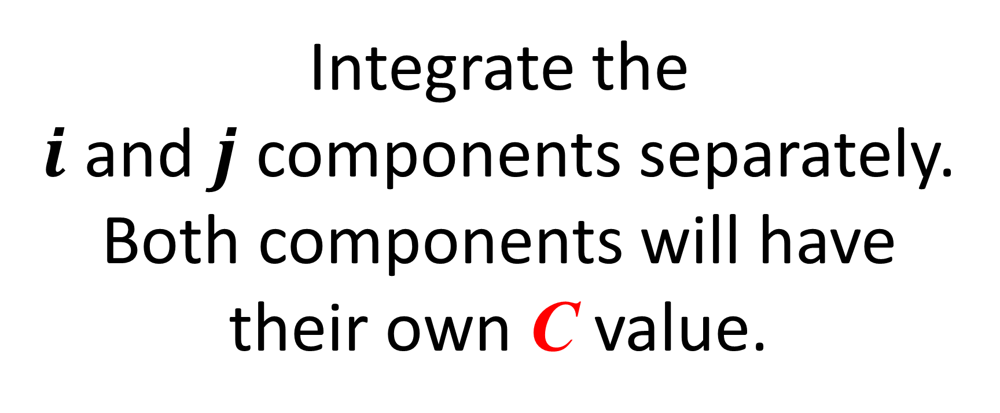 Integrate the
i and j components separately.
Both components will have
their own C value.